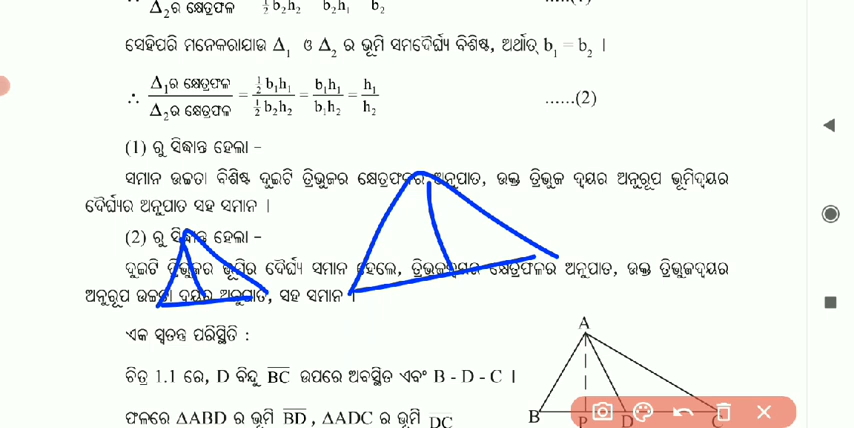 ∴ Δ₂ର କ୍ଷେତ୍ରଫଳ ½ b₂h₂ b₂h₁ b₂
ସେହିପରି ମନେକରାଯାଉ Δ₁ ଓ Δ₂ ର ଭୂମି ସମଦୈର୍ଘ୍ୟ ବିଶିଷ୍ଟ, ଅର୍ଥାତ୍ b₁ = b₂ ।
∴ Δ₁ର କ୍ଷେତ୍ରଫଳ / Δ₂ର କ୍ଷେତ୍ରଫଳ = ½ b₁h₁ / ½ b₂h₂ = b₁h₁ / b₁h₂ = h₁ / h₂ ......(2)
(1) ରୁ ସିଦ୍ଧାନ୍ତ ହେଲା –
ସମାନ ଉଚ୍ଚତା ବିଶିଷ୍ଟ ଦୁଇଟି ତ୍ରିଭୁଜର କ୍ଷେତ୍ରଫଳର ଅନୁପାତ, ଉକ୍ତ ତ୍ରିଭୁଜ ଦ୍ୱୟର ଅନୁରୂପ ଭୂମିଦ୍ୱୟର
ଦୈର୍ଘ୍ୟର ଅନୁପାତ ସହ ସମାନ ।
(2) ରୁ ସିଦ୍ଧାନ୍ତ ହେଲା –
ଦୁଇଟି ତ୍ରିଭୁଜର ଭୂମିର ଦୈର୍ଘ୍ୟ ସମାନ ହେଲେ, ତ୍ରିଭୁଜଦ୍ୱୟର କ୍ଷେତ୍ରଫଳର ଅନୁପାତ, ଉକ୍ତ ତ୍ରିଭୁଜଦ୍ୱୟର
ଅନୁରୂପ ଉଚ୍ଚତା ଦ୍ୱୟର ଅନୁପାତ, ସହ ସମାନ ।
ଏକ ସ୍ୱତନ୍ତ୍ର ପରିସ୍ଥିତି :
ଚିତ୍ର 1.1 ରେ, D ବିନ୍ଦୁ B̅C̅ ଉପରେ ଅବସ୍ଥିତ ଏବଂ B - D - C ।
ଫଳରେ ΔABD ର ଭୂମି B̅D̅, ΔADC ର ଭୂମି D̅C̅
A
B P D C